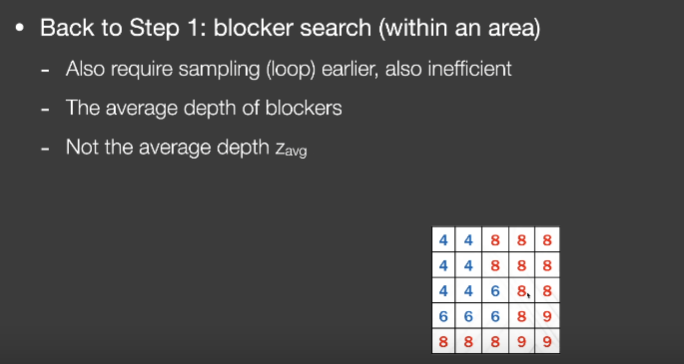 • Back to Step 1: blocker search (within an area)
- Also require sampling (loop) earlier, also inefficient
- The average depth of blockers
- Not the average depth zavg
4 4 8 8 8
4 4 8 8 8
4 4 6 8 8
6 6 6 8 9
8 8 8 9 9